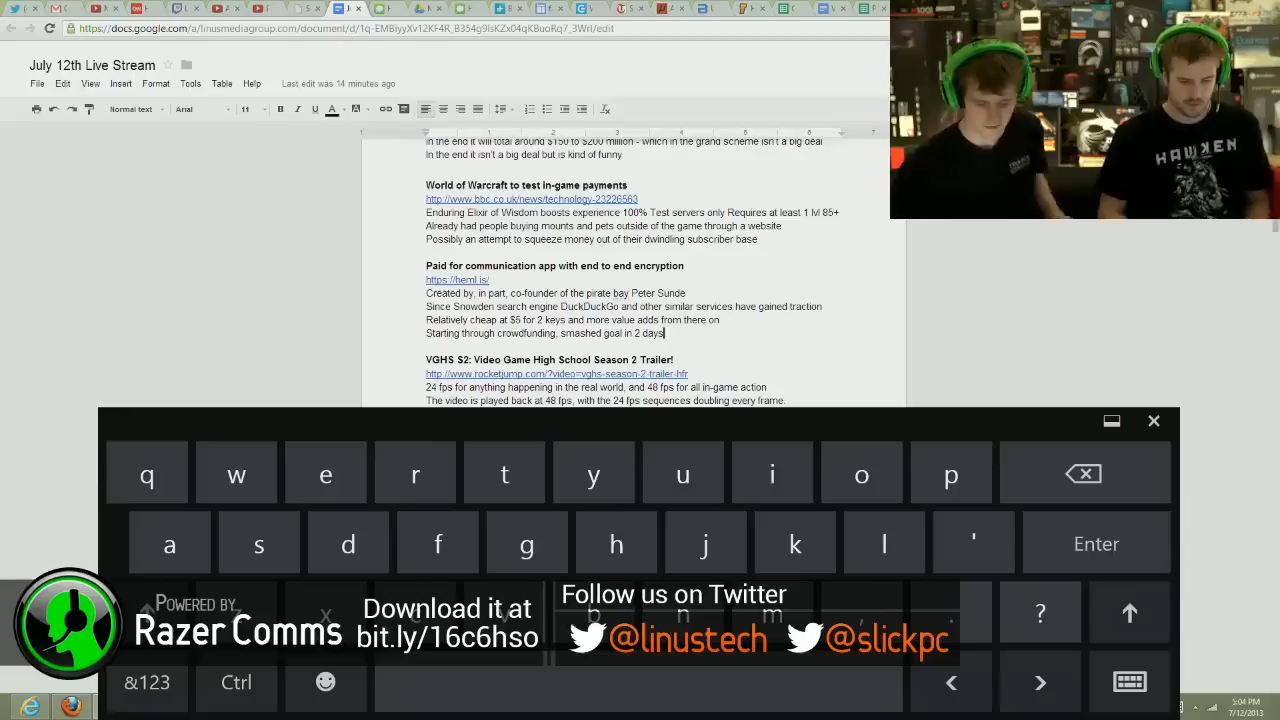 https://docs.google.com/a/linusmediagroup.com/document/d/1q-EMBiyyXv12KF4R_B354g9IsKZx04qKBuoRq7_3WrI/edit
July 12th Live Stream
File Edit View Insert Format Tools Table Help Last edit was 14 minutes ago
Normal text Arial 11 B I U A
1 1 2 3 4 5 6 7
In the end it will total around $150 to $200 million - which in the grand scheme isn't a big deal
In the end it isn't a big deal but is kind of funny
World of Warcraft to test in-game payments
http://www.bbc.co.uk/news/technology-23226563
Enduring Elixir of Wisdom boosts experience 100% Test servers only Requires at least 1 lvl 85+
Already had people buying mounts and pets outside of the game through a website
Possibly an attempt to squeeze money out of their dwindling subscriber base
Paid for communication app with end to end encryption
https://heml.is/
Created by, in part, co-founder of the pirate bay Peter Sunde
Since Snowden search engine DuckDuckGo and other similar services have gained traction
Relatively cheap at $5 for 2 keys and more value adds from there on
Starting through crowdfunding, smashed goal in 2 days
VGHS S2: Video Game High School Season 2 Trailer!
http://www.rocketjump.com/?video=vghs-season-2-trailer-hfr
24 fps for anything happening in the real world, and 48 fps for all in-game action
The video is played back at 48 fps, with the 24 fps sequences doubling every frame.
HAWKEN
q w e r t y u i o p
a s d f g h j k l ' Enter
z x c v b n m , . ?
POWERED BY
Razer Comms
Download it at
bit.ly/16c6hso
Follow us on Twitter
@linustech @slickpc
&123 Ctrl < >
5:04 PM
7/12/2013